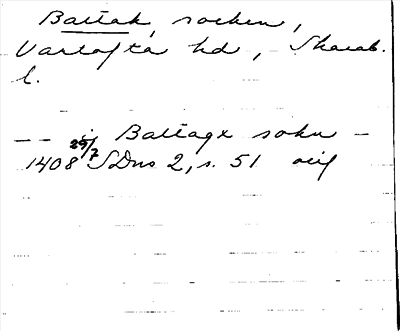 Baltak, socken,
Vartofta hd, Skarab.
l.
-- i Baltagx sokn -
1408 29/7 SDns 2, s. 51 orig